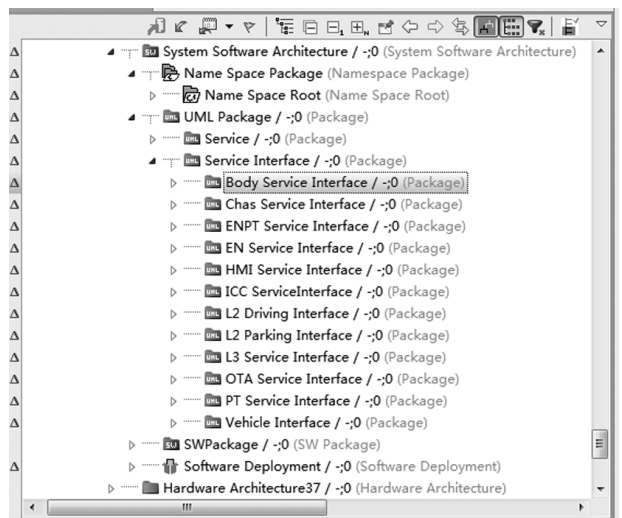 System Software Architecture / -;0 (System Software Architecture)
Name Space Package (Namespace Package)
Name Space Root (Name Space Root)
UML Package / -;0 (Package)
Service / -;0 (Package)
Service Interface / -;0 (Package)
Body Service Interface / -;0 (Package)
Chas Service Interface / -;0 (Package)
ENPT Service Interface / -;0 (Package)
EN Service Interface / -;0 (Package)
HMI Service Interface / -;0 (Package)
ICC ServiceInterface / -;0 (Package)
L2 Driving Interface / -;0 (Package)
L2 Parking Interface / -;0 (Package)
L3 Service Interface / -;0 (Package)
OTA Service Interface / -;0 (Package)
PT Service Interface / -;0 (Package)
Vehicle Interface / -;0 (Package)
SWPackage / -;0 (SW Package)
Software Deployment / -;0 (Software Deployment)
Hardware Architecture37 / -;0 (Hardware Architecture)